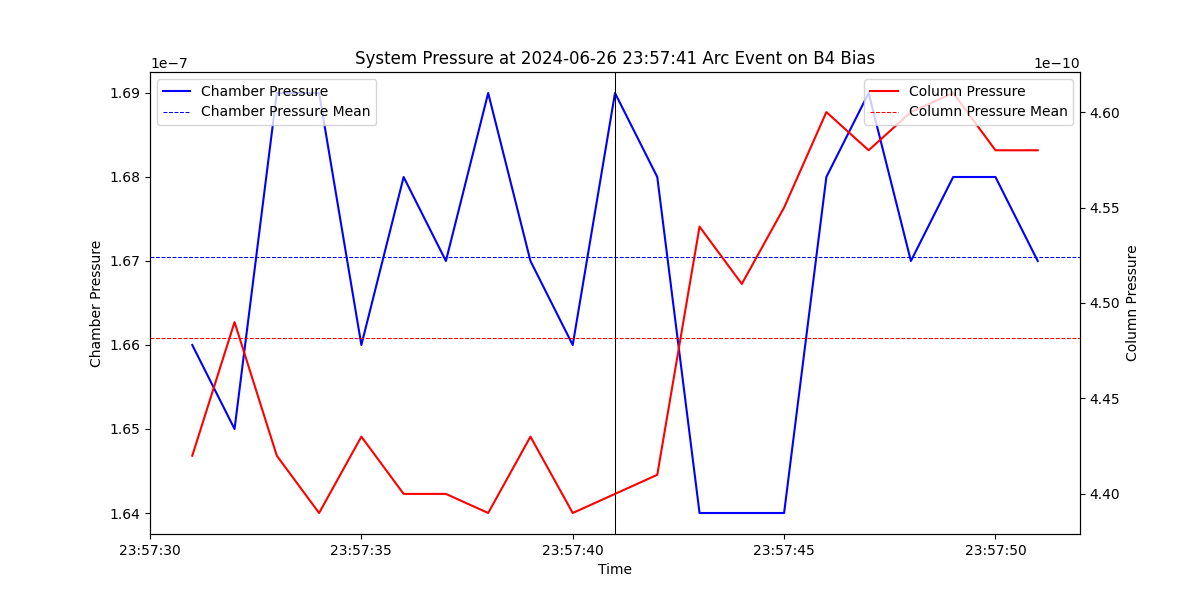 System Pressure at 2024-06-26 23:57:41 Arc Event on B4 Bias
1e−7
1e−10
Chamber Pressure
Chamber Pressure Mean
Column Pressure
Column Pressure Mean
1.69
1.68
1.67
1.66
1.65
1.64
Chamber Pressure
4.60
4.55
4.50
4.45
4.40
Column Pressure
23:57:30
23:57:35
23:57:40
23:57:45
23:57:50
Time